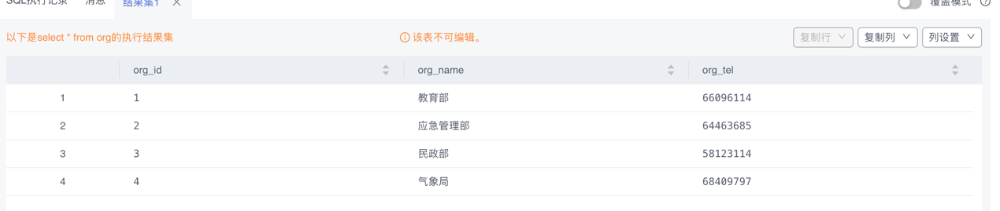 SQL执行记录 消息 结果集1 覆盖模式
以下是select * from org的执行结果集 该表不可编辑。 复制行 复制列 列设置
org_id org_name org_tel
1 1 教育部 66096114
2 2 应急管理部 64463685
3 3 民政部 58123114
4 4 气象局 68409797